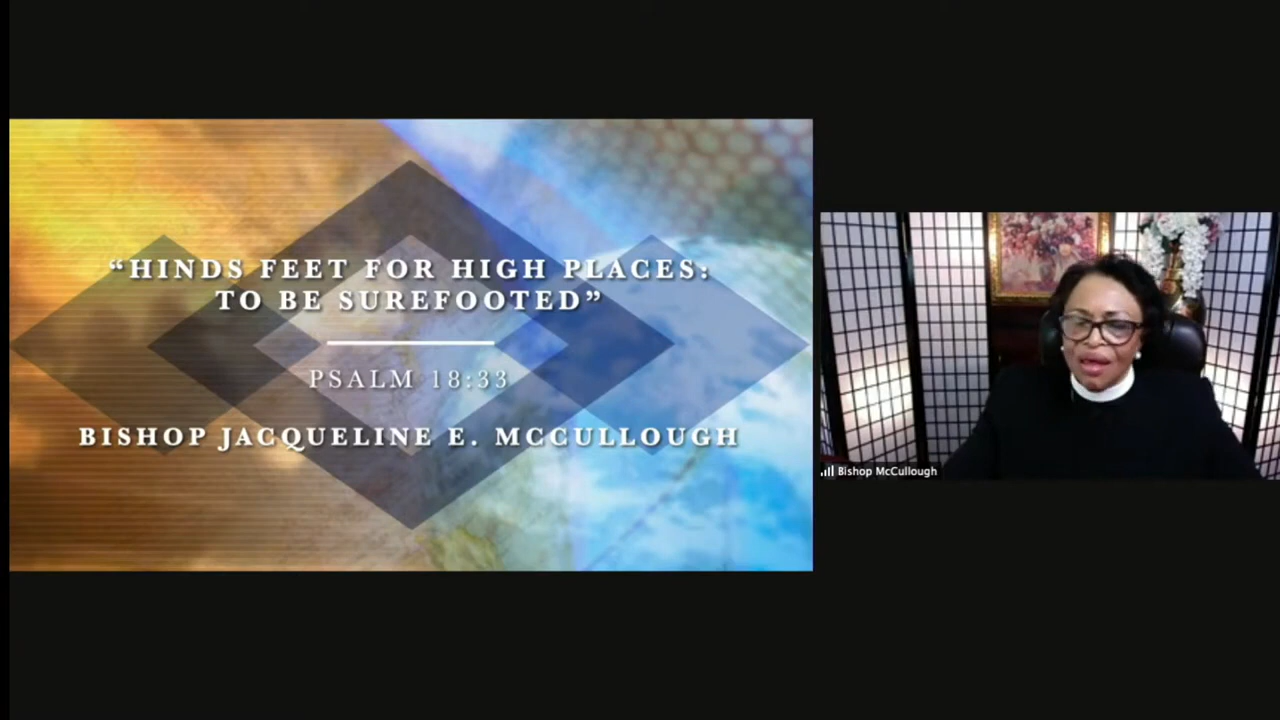 “HINDS FEET FOR HIGH PLACES:
TO BE SUREFOOTED”
PSALM 18:33
BISHOP JACQUELINE E. MCCULLOUGH
Bishop McCullough